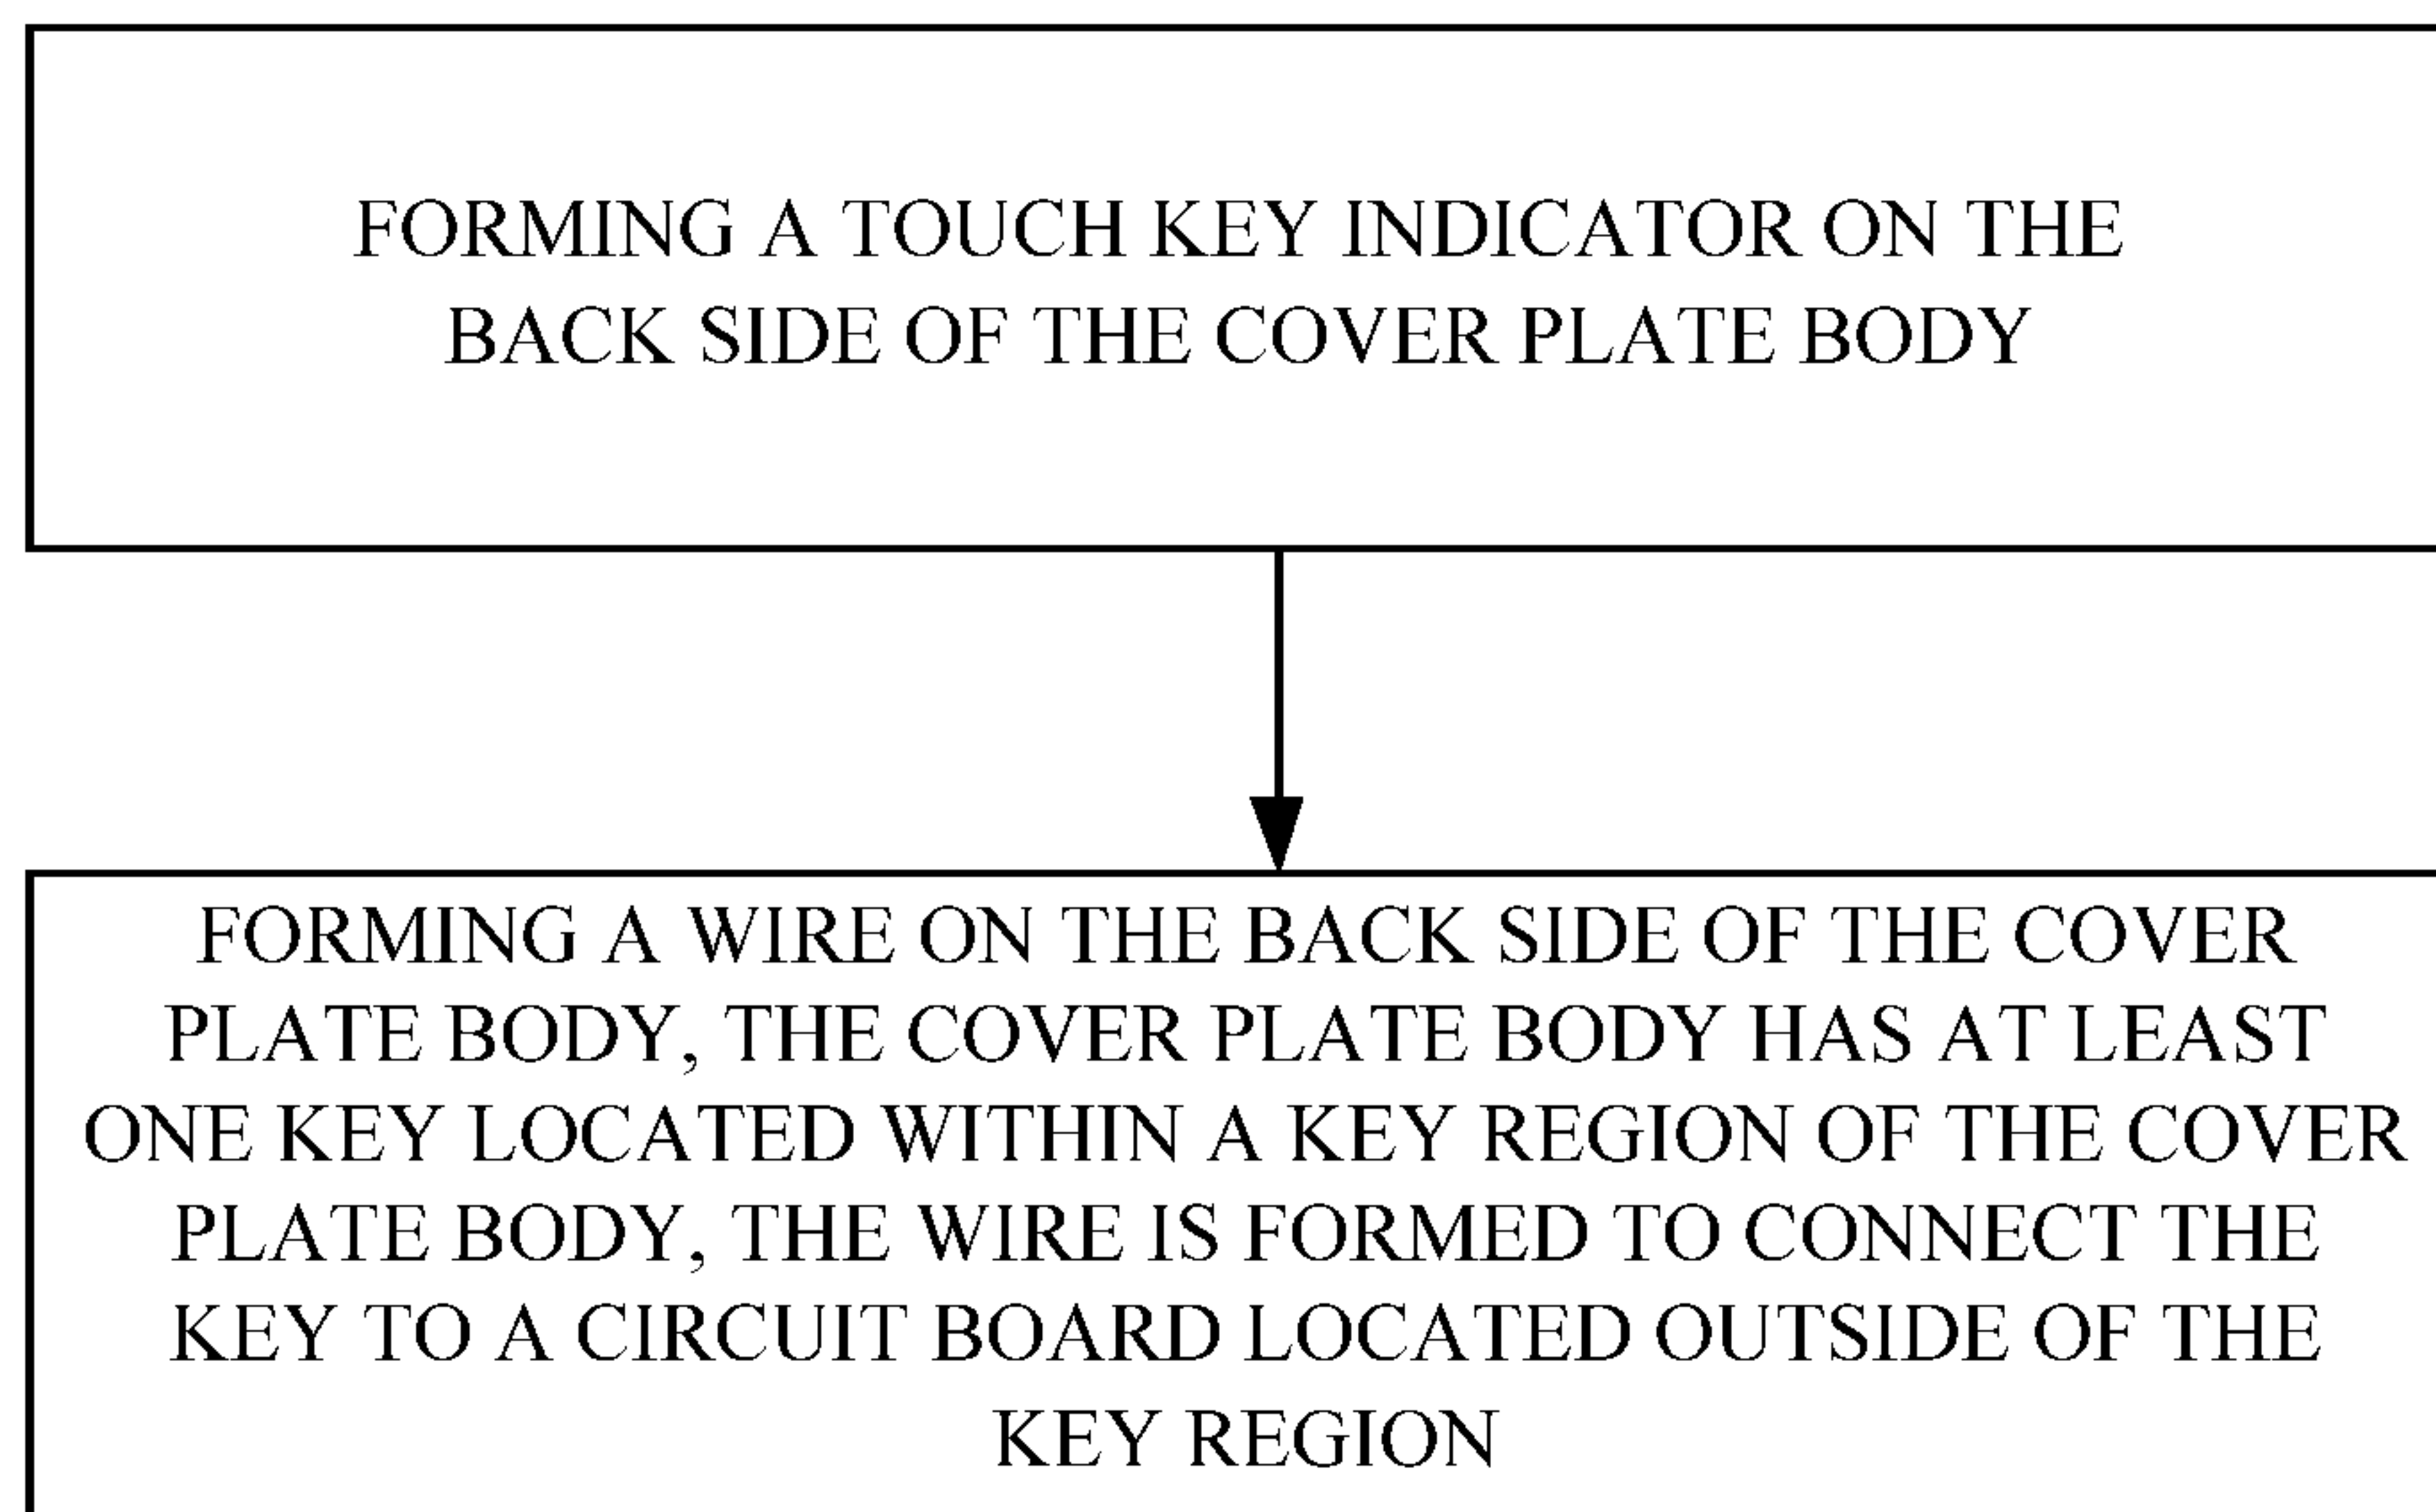 FORMING A TOUCH KEY INDICATOR ON THE
BACK SIDE OF THE COVER PLATE BODY
FORMING A WIRE ON THE BACK SIDE OF THE COVER
PLATE BODY, THE COVER PLATE BODY HAS AT LEAST
ONE KEY LOCATED WITHIN A KEY REGION OF THE COVER
PLATE BODY, THE WIRE IS FORMED TO CONNECT THE
KEY TO A CIRCUIT BOARD LOCATED OUTSIDE OF THE
KEY REGION